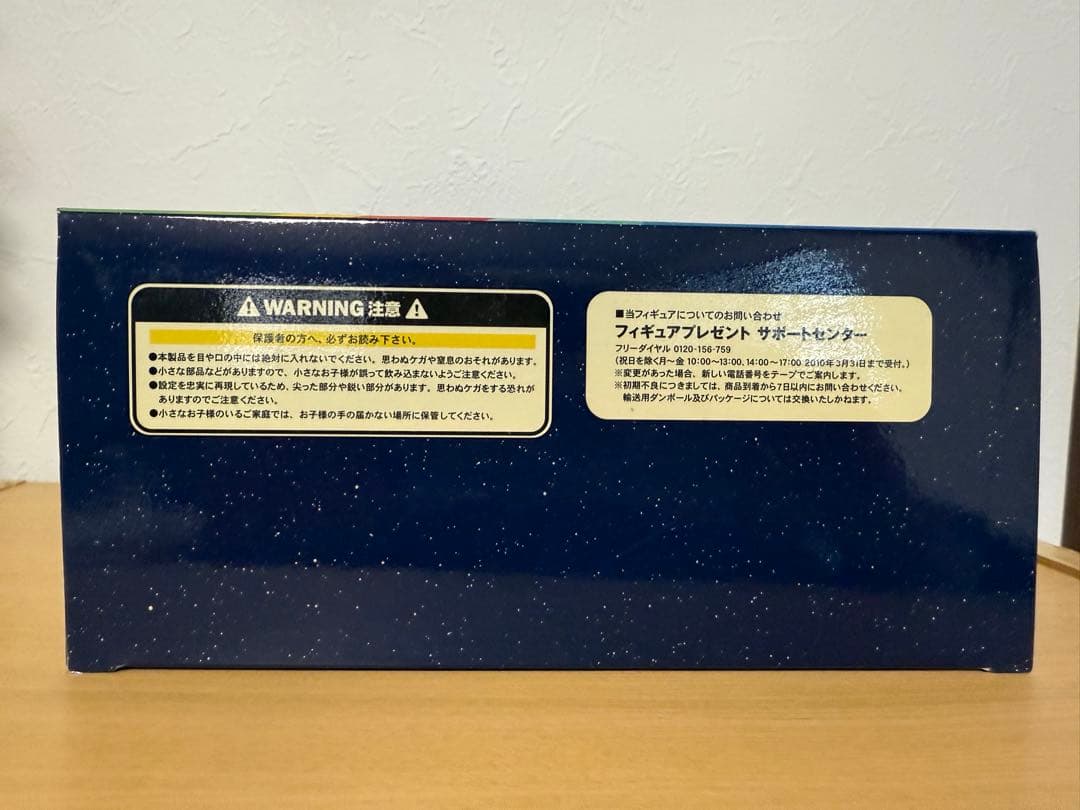 ⚠WARNING 注意⚠
保護者の方へ、必ずお読み下さい。
●本製品を目や口の中には絶対に入れないでください。思わぬケガや窒息のおそれがあります。
●小さな部品などがありますので、小さなお子様が誤って飲み込まないようご注意ください。
●設定を忠実に再現しているため、尖った部分や鋭い部分があります。思わぬケガをする恐れが
ありますのでご注意ください。
●小さなお子様のいるご家庭では、お子様の手の届かない場所に保管してください。
■当フィギュアについてのお問い合わせ
フィギュアプレゼント サポートセンター
フリーダイヤル 0120-156-759
(祝日を除く月〜金 10:00〜13:00、14:00〜17:00 2010年3月31日まで受付。)
※変更があった場合、新しい電話番号をテープでご案内します。
※初期不良につきましては、商品到着から7日以内にお問い合わせください。
輸送用ダンボール及びパッケージについては交換いたしかねます。